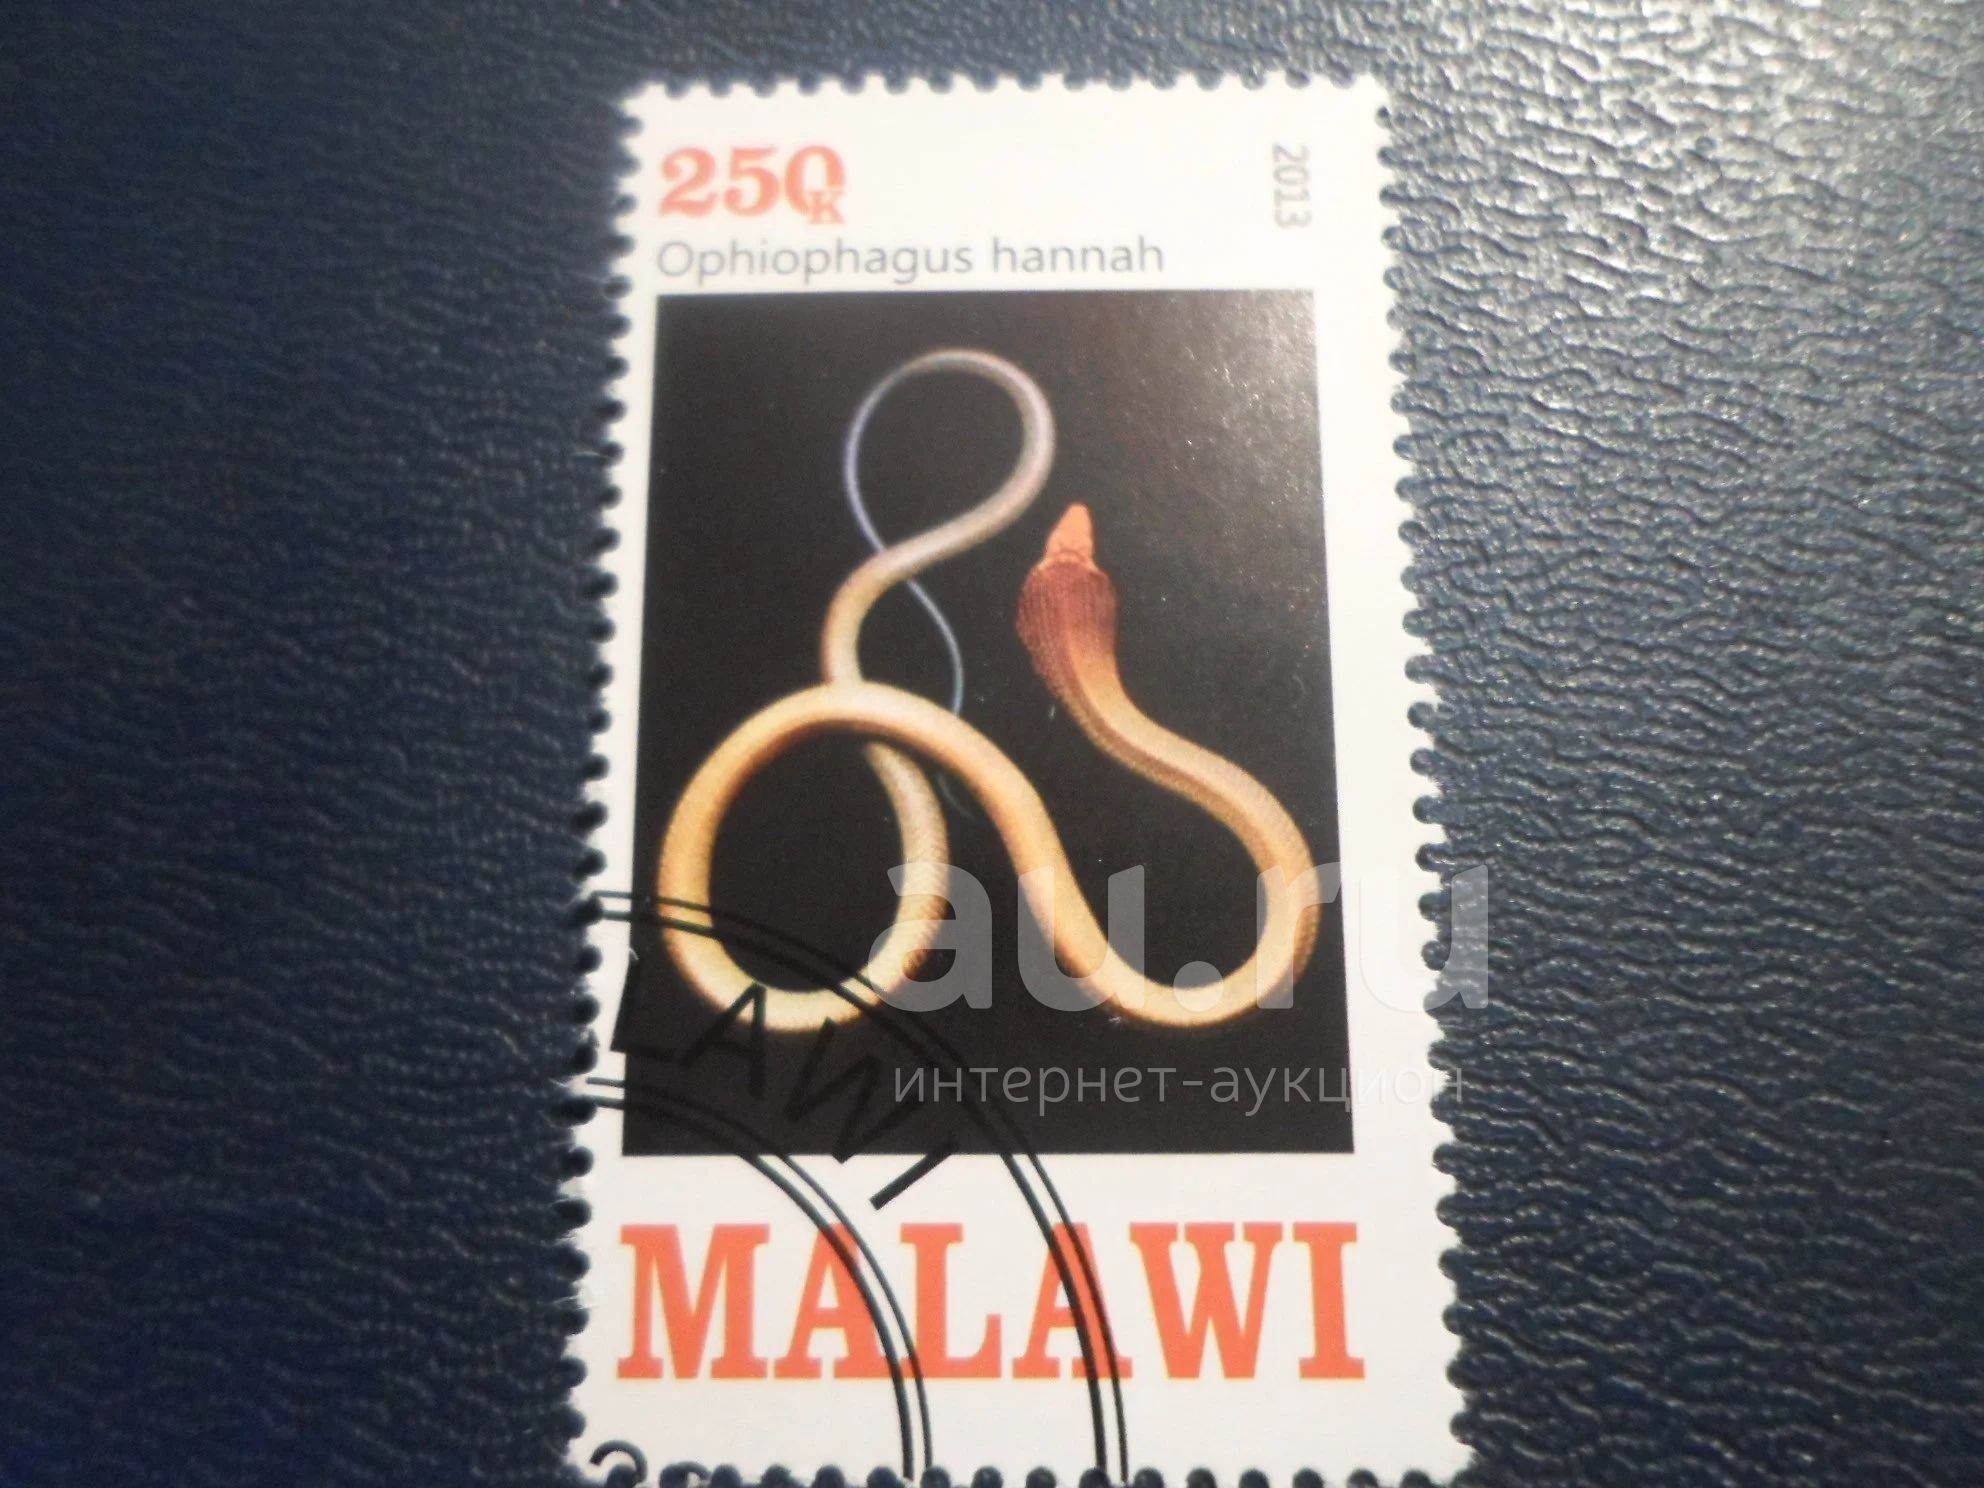 250K
2013
Ophiophagus hannah
au.ru
интернет-аукцион
LAWI
MALAWI